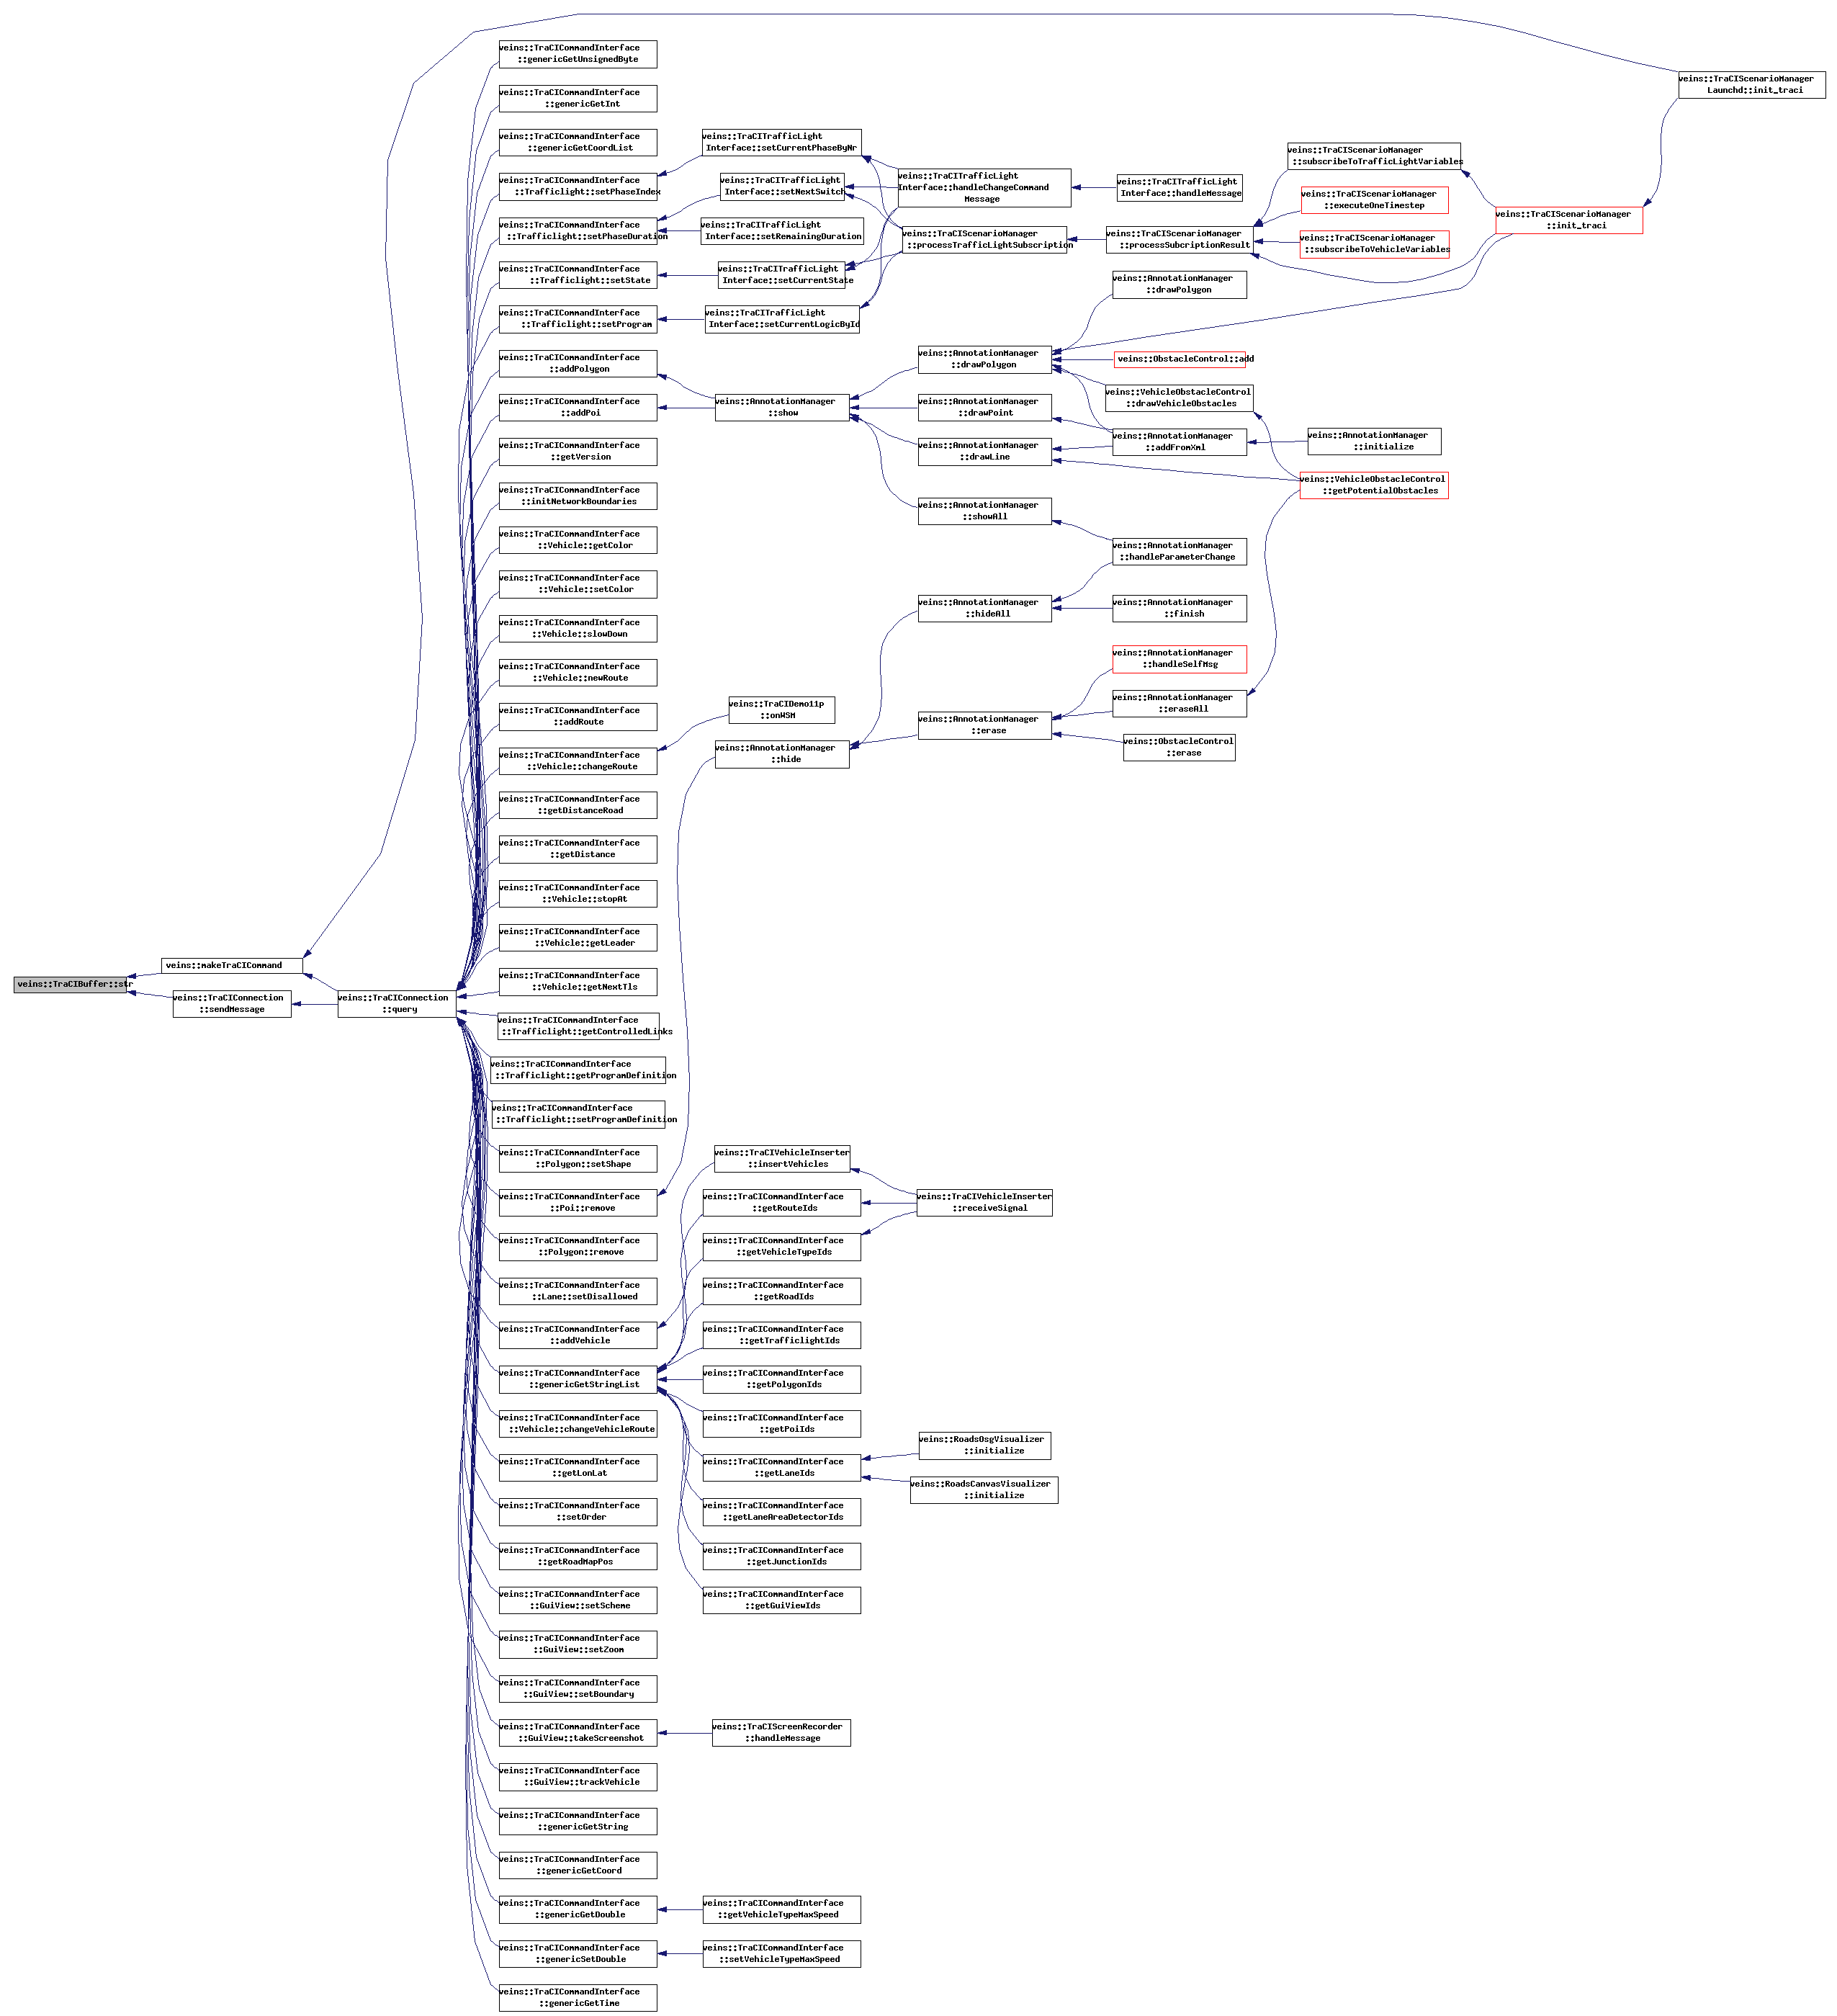 veins::TraCIBuffer::str
veins::makeTraCICommand
veins::TraCIConnection
::sendMessage
veins::TraCIConnection
::query
veins::TraCICommandInterface
::genericGetUnsignedByte
veins::TraCICommandInterface
::genericGetInt
veins::TraCICommandInterface
::genericGetCoordList
veins::TraCICommandInterface
::Trafficlight::setPhaseIndex
veins::TraCICommandInterface
::Trafficlight::setPhaseDuration
veins::TraCICommandInterface
::Trafficlight::setState
veins::TraCICommandInterface
::Trafficlight::setProgram
veins::TraCICommandInterface
::addPolygon
veins::TraCICommandInterface
::addPoi
veins::TraCICommandInterface
::getVersion
veins::TraCICommandInterface
::initNetworkBoundaries
veins::TraCICommandInterface
::Vehicle::getColor
veins::TraCICommandInterface
::Vehicle::setColor
veins::TraCICommandInterface
::Vehicle::slowDown
veins::TraCICommandInterface
::Vehicle::newRoute
veins::TraCICommandInterface
::addRoute
veins::TraCICommandInterface
::Vehicle::changeRoute
veins::TraCICommandInterface
::getDistanceRoad
veins::TraCICommandInterface
::getDistance
veins::TraCICommandInterface
::Vehicle::stopAt
veins::TraCICommandInterface
::Vehicle::getLeader
veins::TraCICommandInterface
::Vehicle::getNextTls
veins::TraCICommandInterface
::Trafficlight::getControlledLinks
veins::TraCICommandInterface
::Trafficlight::getProgramDefinition
veins::TraCICommandInterface
::Trafficlight::setProgramDefinition
veins::TraCICommandInterface
::Polygon::setShape
veins::TraCICommandInterface
::Poi::remove
veins::TraCICommandInterface
::Polygon::remove
veins::TraCICommandInterface
::Lane::setDisallowed
veins::TraCICommandInterface
::addVehicle
veins::TraCICommandInterface
::genericGetStringList
veins::TraCICommandInterface
::Vehicle::changeVehicleRoute
veins::TraCICommandInterface
::getLonLat
veins::TraCICommandInterface
::setOrder
veins::TraCICommandInterface
::getRoadMapPos
veins::TraCICommandInterface
::GuiView::setScheme
veins::TraCICommandInterface
::GuiView::setZoom
veins::TraCICommandInterface
::GuiView::setBoundary
veins::TraCICommandInterface
::GuiView::takeScreenshot
veins::TraCICommandInterface
::GuiView::trackVehicle
veins::TraCICommandInterface
::genericGetString
veins::TraCICommandInterface
::genericGetCoord
veins::TraCICommandInterface
::genericGetDouble
veins::TraCICommandInterface
::genericSetDouble
veins::TraCICommandInterface
::genericGetTime
veins::TraCITrafficLight
Interface::setCurrentPhaseByNr
veins::TraCITrafficLight
Interface::setNextSwitch
veins::TraCITrafficLight
Interface::setRemainingDuration
veins::TraCITrafficLight
Interface::setCurrentState
veins::TraCITrafficLight
Interface::setCurrentLogicById
veins::AnnotationManager
::show
veins::TraCIDemo11p
::onWSM
veins::AnnotationManager
::hide
veins::TraCIVehicleInserter
::insertVehicles
veins::TraCICommandInterface
::getRouteIds
veins::TraCICommandInterface
::getVehicleTypeIds
veins::TraCICommandInterface
::getRoadIds
veins::TraCICommandInterface
::getTrafficlightIds
veins::TraCICommandInterface
::getPolygonIds
veins::TraCICommandInterface
::getPoiIds
veins::TraCICommandInterface
::getLaneIds
veins::TraCICommandInterface
::getLaneAreaDetectorIds
veins::TraCICommandInterface
::getJunctionIds
veins::TraCICommandInterface
::getGuiViewIds
veins::TraCIScreenRecorder
::handleMessage
veins::TraCICommandInterface
::getVehicleTypeMaxSpeed
veins::TraCICommandInterface
::setVehicleTypeMaxSpeed
veins::TraCITrafficLight
Interface::handleChangeCommand
Message
veins::TraCIScenarioManager
::processTrafficLightSubscription
veins::AnnotationManager
::drawPolygon
veins::AnnotationManager
::drawPoint
veins::AnnotationManager
::drawLine
veins::AnnotationManager
::showAll
veins::AnnotationManager
::hideAll
veins::AnnotationManager
::erase
veins::TraCIVehicleInserter
::receiveSignal
veins::RoadsOsgVisualizer
::initialize
veins::RoadsCanvasVisualizer
::initialize
veins::TraCITrafficLight
Interface::handleMessage
veins::TraCIScenarioManager
::processSubcriptionResult
veins::AnnotationManager
::drawPolygon
veins::ObstacleControl::add
veins::VehicleObstacleControl
::drawVehicleObstacles
veins::AnnotationManager
::addFromXml
veins::AnnotationManager
::handleParameterChange
veins::AnnotationManager
::finish
veins::AnnotationManager
::handleSelfMsg
veins::AnnotationManager
::eraseAll
veins::ObstacleControl
::erase
veins::TraCIScenarioManager
::subscribeToTrafficLightVariables
veins::TraCIScenarioManager
::executeOneTimestep
veins::TraCIScenarioManager
::subscribeToVehicleVariables
veins::AnnotationManager
::initialize
veins::VehicleObstacleControl
::getPotentialObstacles
veins::TraCIScenarioManager
::init_traci
veins::TraCIScenarioManager
Launchd::init_traci